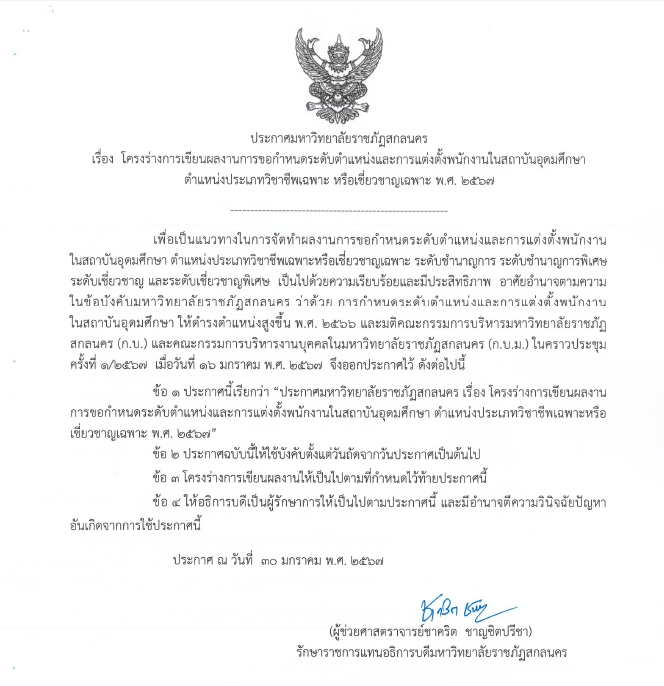 ประกาศมหาวิทยาลัยราชภัฏสกลนคร
เรื่อง โครงร่างการเขียนผลงานการขอกำหนดระดับตำแหน่งและการแต่งตั้งพนักงานในสถาบันอุดมศึกษา
ตำแหน่งประเภทวิชาชีพเฉพาะ หรือเชี่ยวชาญเฉพาะ พ.ศ. ๒๕๖๗
-------------------------------------------------------
เพื่อเป็นแนวทางในการจัดทำผลงานการขอกำหนดระดับตำแหน่งและการแต่งตั้งพนักงาน
ในสถาบันอุดมศึกษา ตำแหน่งประเภทวิชาชีพเฉพาะหรือเชี่ยวชาญเฉพาะ ระดับชำนาญการ ระดับชำนาญการพิเศษ
ระดับเชี่ยวชาญ และระดับเชี่ยวชาญพิเศษ เป็นไปด้วยความเรียบร้อยและมีประสิทธิภาพ อาศัยอำนาจตามความ
ในข้อบังคับมหาวิทยาลัยราชภัฏสกลนคร ว่าด้วย การกำหนดระดับตำแหน่งและการแต่งตั้งพนักงาน
ในสถาบันอุดมศึกษา ให้ดำรงตำแหน่งสูงขึ้น พ.ศ. ๒๕๖๖ และมติคณะกรรมการบริหารมหาวิทยาลัยราชภัฏ
สกลนคร (ก.บ.) และคณะกรรมการบริหารงานบุคคลในมหาวิทยาลัยราชภัฏสกลนคร (ก.บ.ม.) ในคราวประชุม
ครั้งที่ ๑/๒๕๖๗ เมื่อวันที่ ๑๖ มกราคม พ.ศ. ๒๕๖๗ จึงออกประกาศไว้ ดังต่อไปนี้
ข้อ ๑ ประกาศนี้เรียกว่า “ประกาศมหาวิทยาลัยราชภัฏสกลนคร เรื่อง โครงร่างการเขียนผลงาน
การขอกำหนดระดับตำแหน่งและการแต่งตั้งพนักงานในสถาบันอุดมศึกษา ตำแหน่งประเภทวิชาชีพเฉพาะหรือ
เชี่ยวชาญเฉพาะ พ.ศ. ๒๕๖๗”
ข้อ ๒ ประกาศฉบับนี้ให้ใช้บังคับตั้งแต่วันถัดจากวันประกาศเป็นต้นไป
ข้อ ๓ โครงร่างการเขียนผลงานให้เป็นไปตามที่กำหนดไว้ท้ายประกาศนี้
ข้อ ๔ ให้อธิการบดีเป็นผู้รักษาการให้เป็นไปตามประกาศนี้ และมีอำนาจตีความวินิจฉัยปัญหา
อันเกิดจากการใช้ประกาศนี้
ประกาศ ณ วันที่ ๓๐ มกราคม พ.ศ. ๒๕๖๗
(ผู้ช่วยศาสตราจารย์ชาคริต ชาญชิตปรีชา)
รักษาราชการแทนอธิการบดีมหาวิทยาลัยราชภัฏสกลนคร